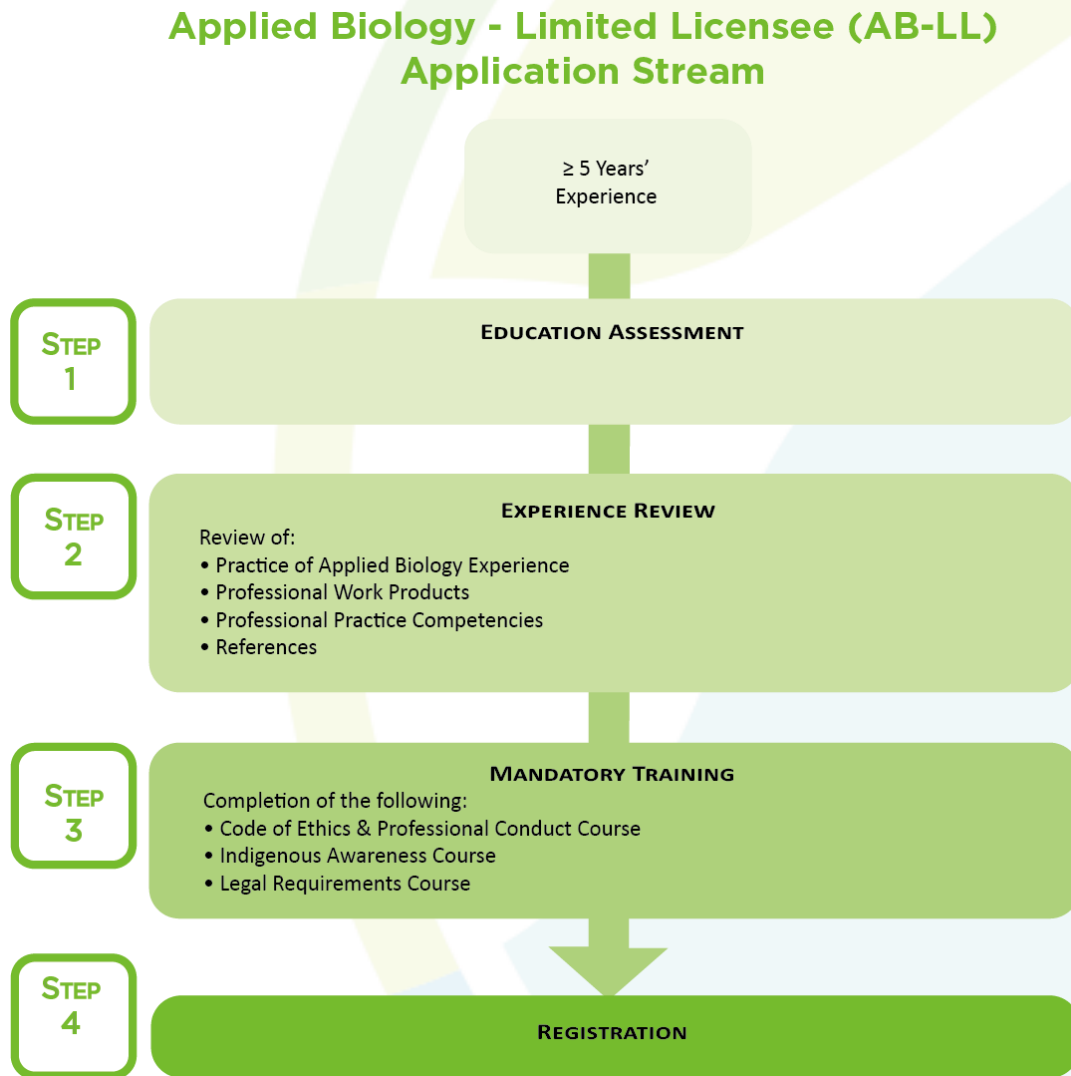 Applied Biology - Limited Licensee (AB-LL)
Application Stream
≥ 5 Years’
Experience
STEP
1
EDUCATION ASSESSMENT
STEP
2
EXPERIENCE REVIEW
Review of:
• Practice of Applied Biology Experience
• Professional Work Products
• Professional Practice Competencies
• References
STEP
3
MANDATORY TRAINING
Completion of the following:
• Code of Ethics & Professional Conduct Course
• Indigenous Awareness Course
• Legal Requirements Course
STEP
4
REGISTRATION